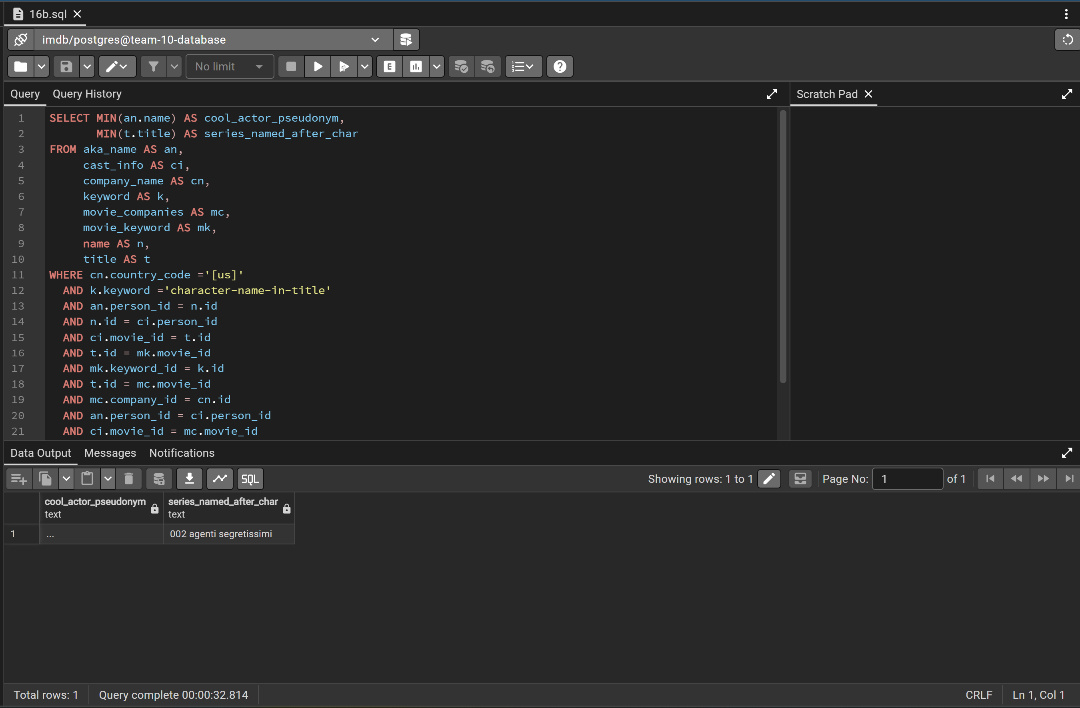 16b.sql
imdb/postgres@team-10-database
No limit
Query Query History
Scratch Pad
1 SELECT MIN(an.name) AS cool_actor_pseudonym,
2 MIN(t.title) AS series_named_after_char
3 FROM aka_name AS an,
4 cast_info AS ci,
5 company_name AS cn,
6 keyword AS k,
7 movie_companies AS mc,
8 movie_keyword AS mk,
9 name AS n,
10 title AS t
11 WHERE cn.country_code ='[us]'
12 AND k.keyword ='character-name-in-title'
13 AND an.person_id = n.id
14 AND n.id = ci.person_id
15 AND ci.movie_id = t.id
16 AND t.id = mk.movie_id
17 AND mk.keyword_id = k.id
18 AND t.id = mc.movie_id
19 AND mc.company_id = cn.id
20 AND an.person_id = ci.person_id
21 AND ci.movie_id = mc.movie_id
Data Output Messages Notifications
SQL Showing rows: 1 to 1 Page No: 1 of 1
cool_actor_pseudonym series_named_after_char
text text
1 ... 002 agenti segretissimi
Total rows: 1 Query complete 00:00:32.814 CRLF Ln 1, Col 1